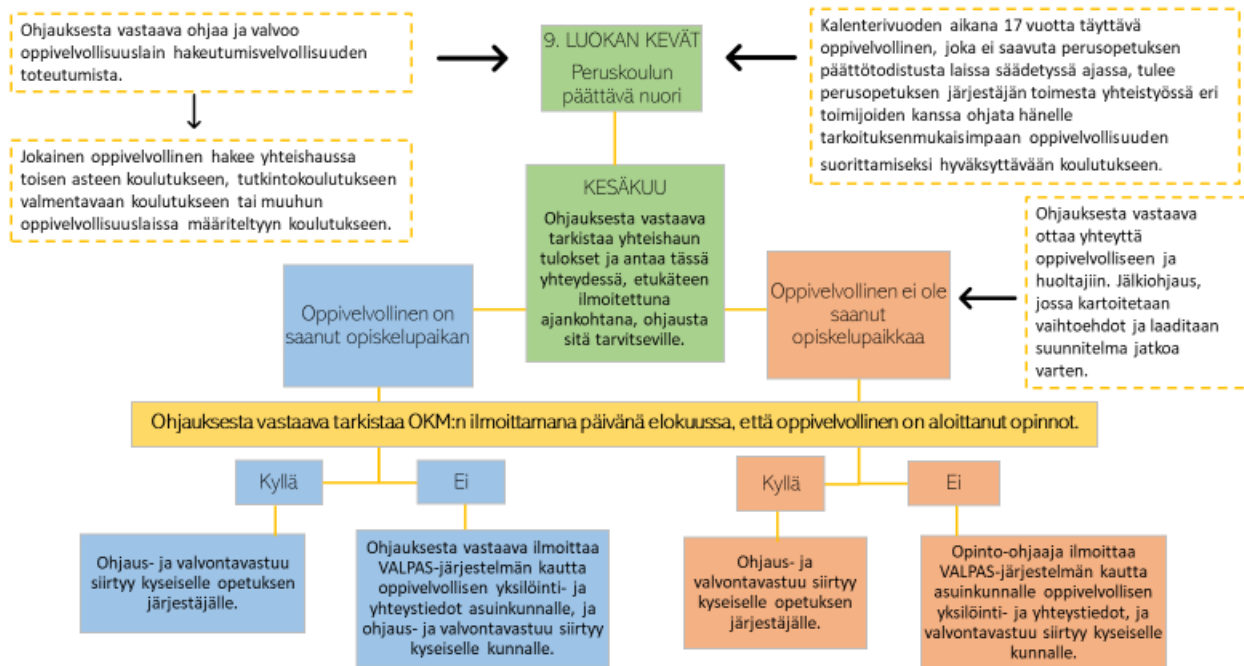 Ohjauksesta vastaava ohjaa ja valvoo
oppivelvollisuuslain hakeutumisvelvollisuuden
toteutumista.
9. LUOKAN KEVÄT
Peruskoulun
päättävä nuori
Kalenterivuoden aikana 17 vuotta täyttävä
oppivelvollinen, joka ei saavuta perusopetuksen
päättötodistusta laissa säädetyssä ajassa, tulee
perusopetuksen järjestäjän toimesta yhteistyössä eri
toimijoiden kanssa ohjata hänelle
tarkoituksenmukaisimpaan oppivelvollisuuden
suorittamiseksi hyväksyttävään koulutukseen.
Jokainen oppivelvollinen hakee yhteishaussa
toisen asteen koulutukseen, tutkintokoulutukseen
valmentavaan koulutukseen tai muuhun
oppivelvollisuuslaissa määriteltyyn koulutukseen.
KESÄKUU
Ohjauksesta vastaava
tarkistaa yhteishaun
tulokset ja antaa tässä
yhteydessä, etukäteen
ilmoitettuna
ajankohtana, ohjausta
sitä tarvitseville.
Ohjauksesta vastaava
ottaa yhteyttä
oppivelvolliseen ja
huoltajiin. Jälkiohjaus,
jossa kartoitetaan
vaihtoehdot ja laaditaan
suunnitelma jatkoa
varten.
Oppivelvollinen on
saanut opiskelupaikan
Oppivelvollinen ei ole
saanut
opiskelupaikkaa
Ohjauksesta vastaava tarkistaa OKM:n ilmoittamana päivänä elokuussa, että oppivelvollinen on aloittanut opinnot.
Kyllä
Ei
Kyllä
Ei
Ohjaus- ja valvontavastuu
siirtyy kyseiselle opetuksen
järjestäjälle.
Ohjauksesta vastaava ilmoittaa
VALPAS-järjestelmän kautta
oppivelvollisen yksilöinti- ja
yhteystiedot asuinkunnalle, ja
ohjaus- ja valvontavastuu siirtyy
kyseiselle kunnalle.
Ohjaus- ja
valvontavastuu siirtyy
kyseiselle opetuksen
järjestäjälle.
Opinto-ohjaaja ilmoittaa
VALPAS-järjestelmän kautta
asuinkunnalle oppivelvollisen
yksilöinti- ja yhteystiedot, ja
valvontavastuu siirtyy kyseiselle
kunnalle.